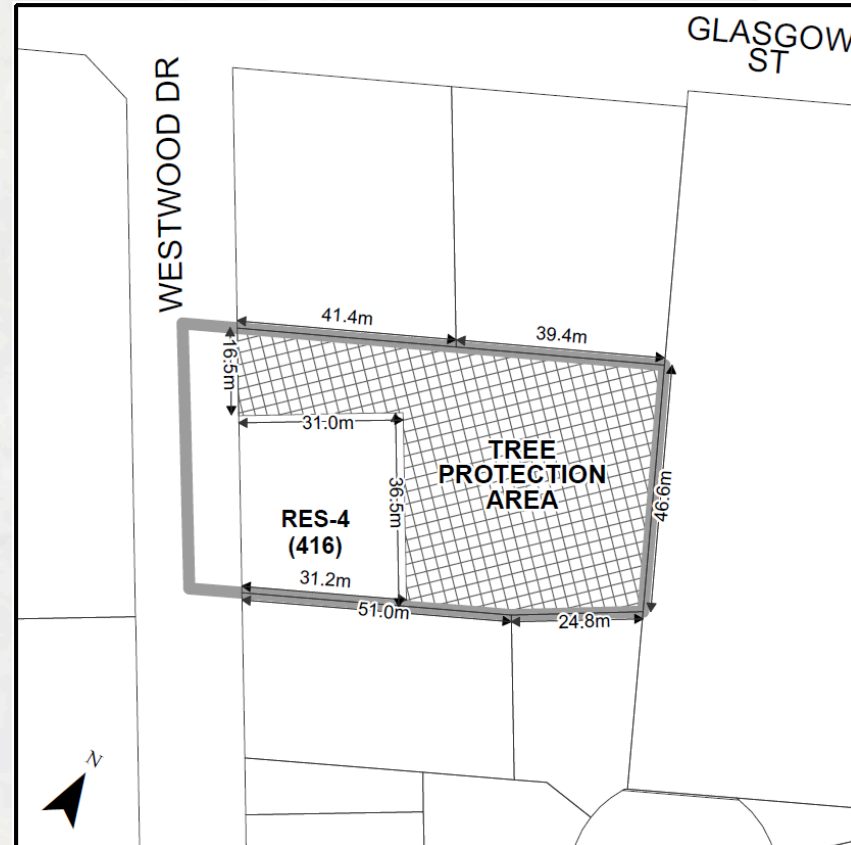 GLASGOW
ST
WESTWOOD DR
41.4m
39.4m
16.5m
31.0m
TREE
PROTECTION
AREA
36.5m
46.6m
RES-4
(416)
31.2m
51.0m
24.8m
N